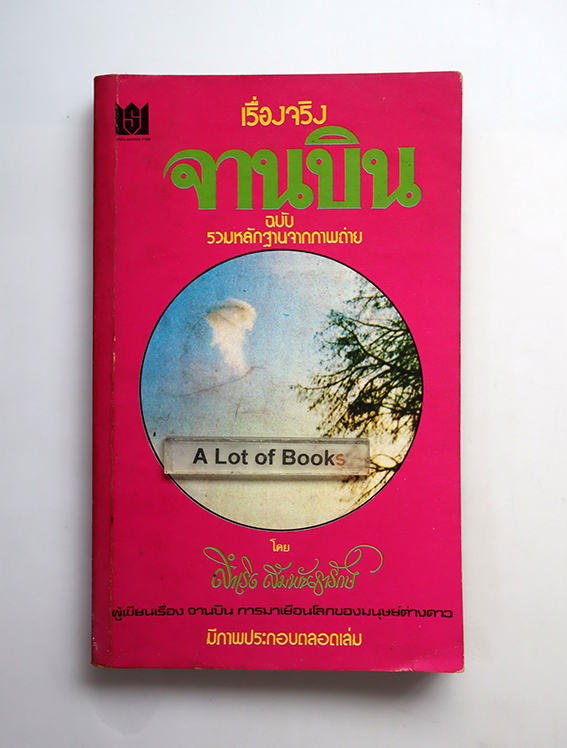 เรื่องจริง
จานบิน
ฉบับ
รวมหลักฐานจากภาพถ่าย
A Lot of Books
โดย
ผู้เขียนเรื่อง จานบิน การมาเยือนโลกของมนุษย์ต่างดาว
มีภาพประกอบตลอดเล่ม